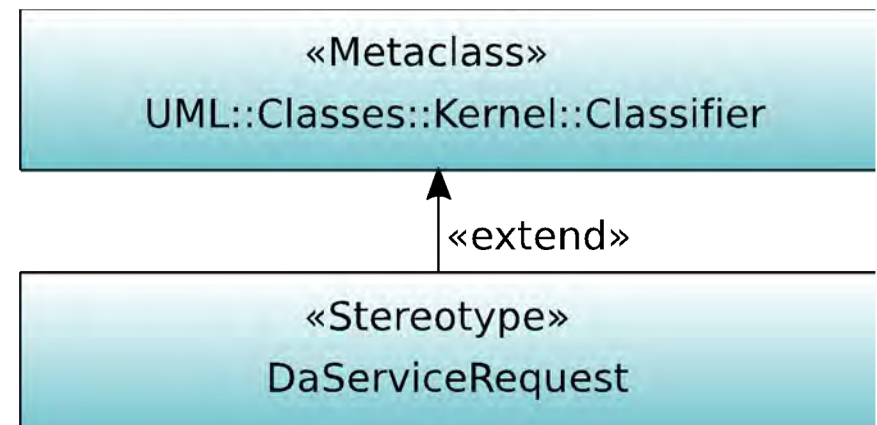 «Metaclass»
UML::Classes::Kernel::Classifier
«extend»
«Stereotype»
DaServiceRequest